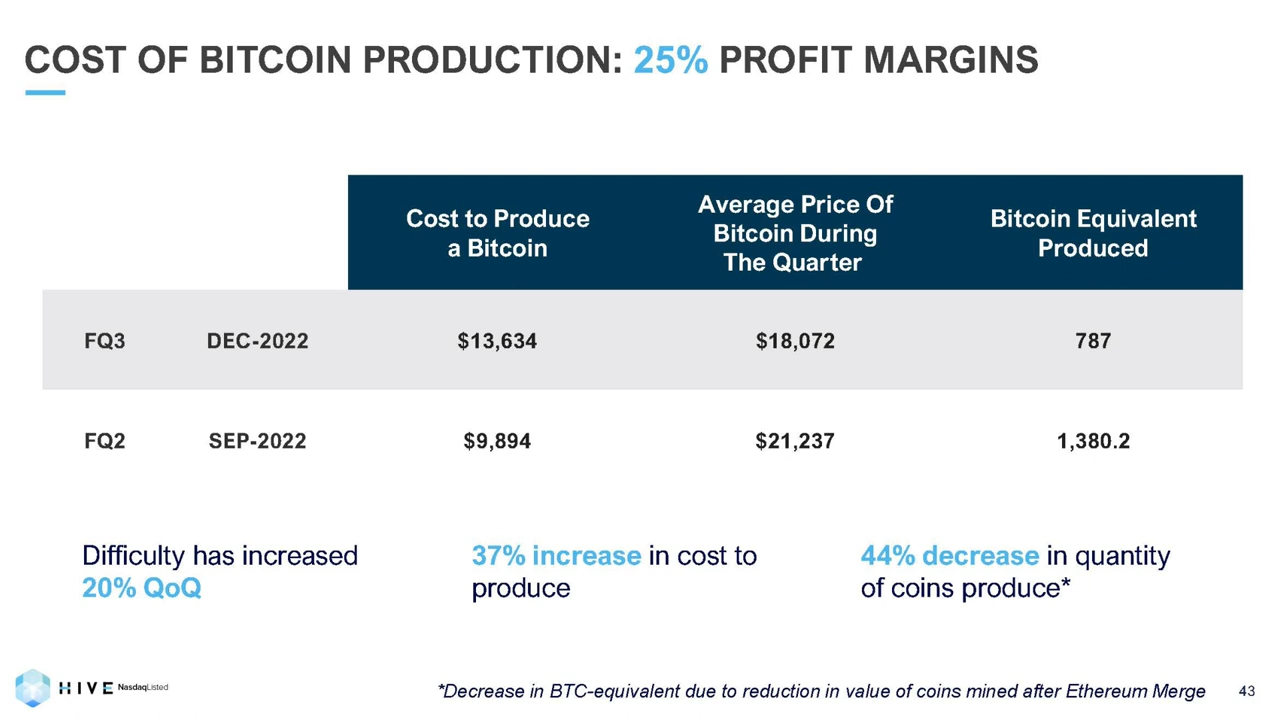 COST OF BITCOIN PRODUCTION: 25% PROFIT MARGINS
Cost to Produce
a Bitcoin
Average Price Of
Bitcoin During
The Quarter
Bitcoin Equivalent
Produced
FQ3 DEC-2022 $13,634 $18,072 787
FQ2 SEP-2022 $9,894 $21,237 1,380.2
Difficulty has increased
20% QoQ
37% increase in cost to
produce
44% decrease in quantity
of coins produce*
HIVE NasdaqListed
*Decrease in BTC-equivalent due to reduction in value of coins mined after Ethereum Merge
43